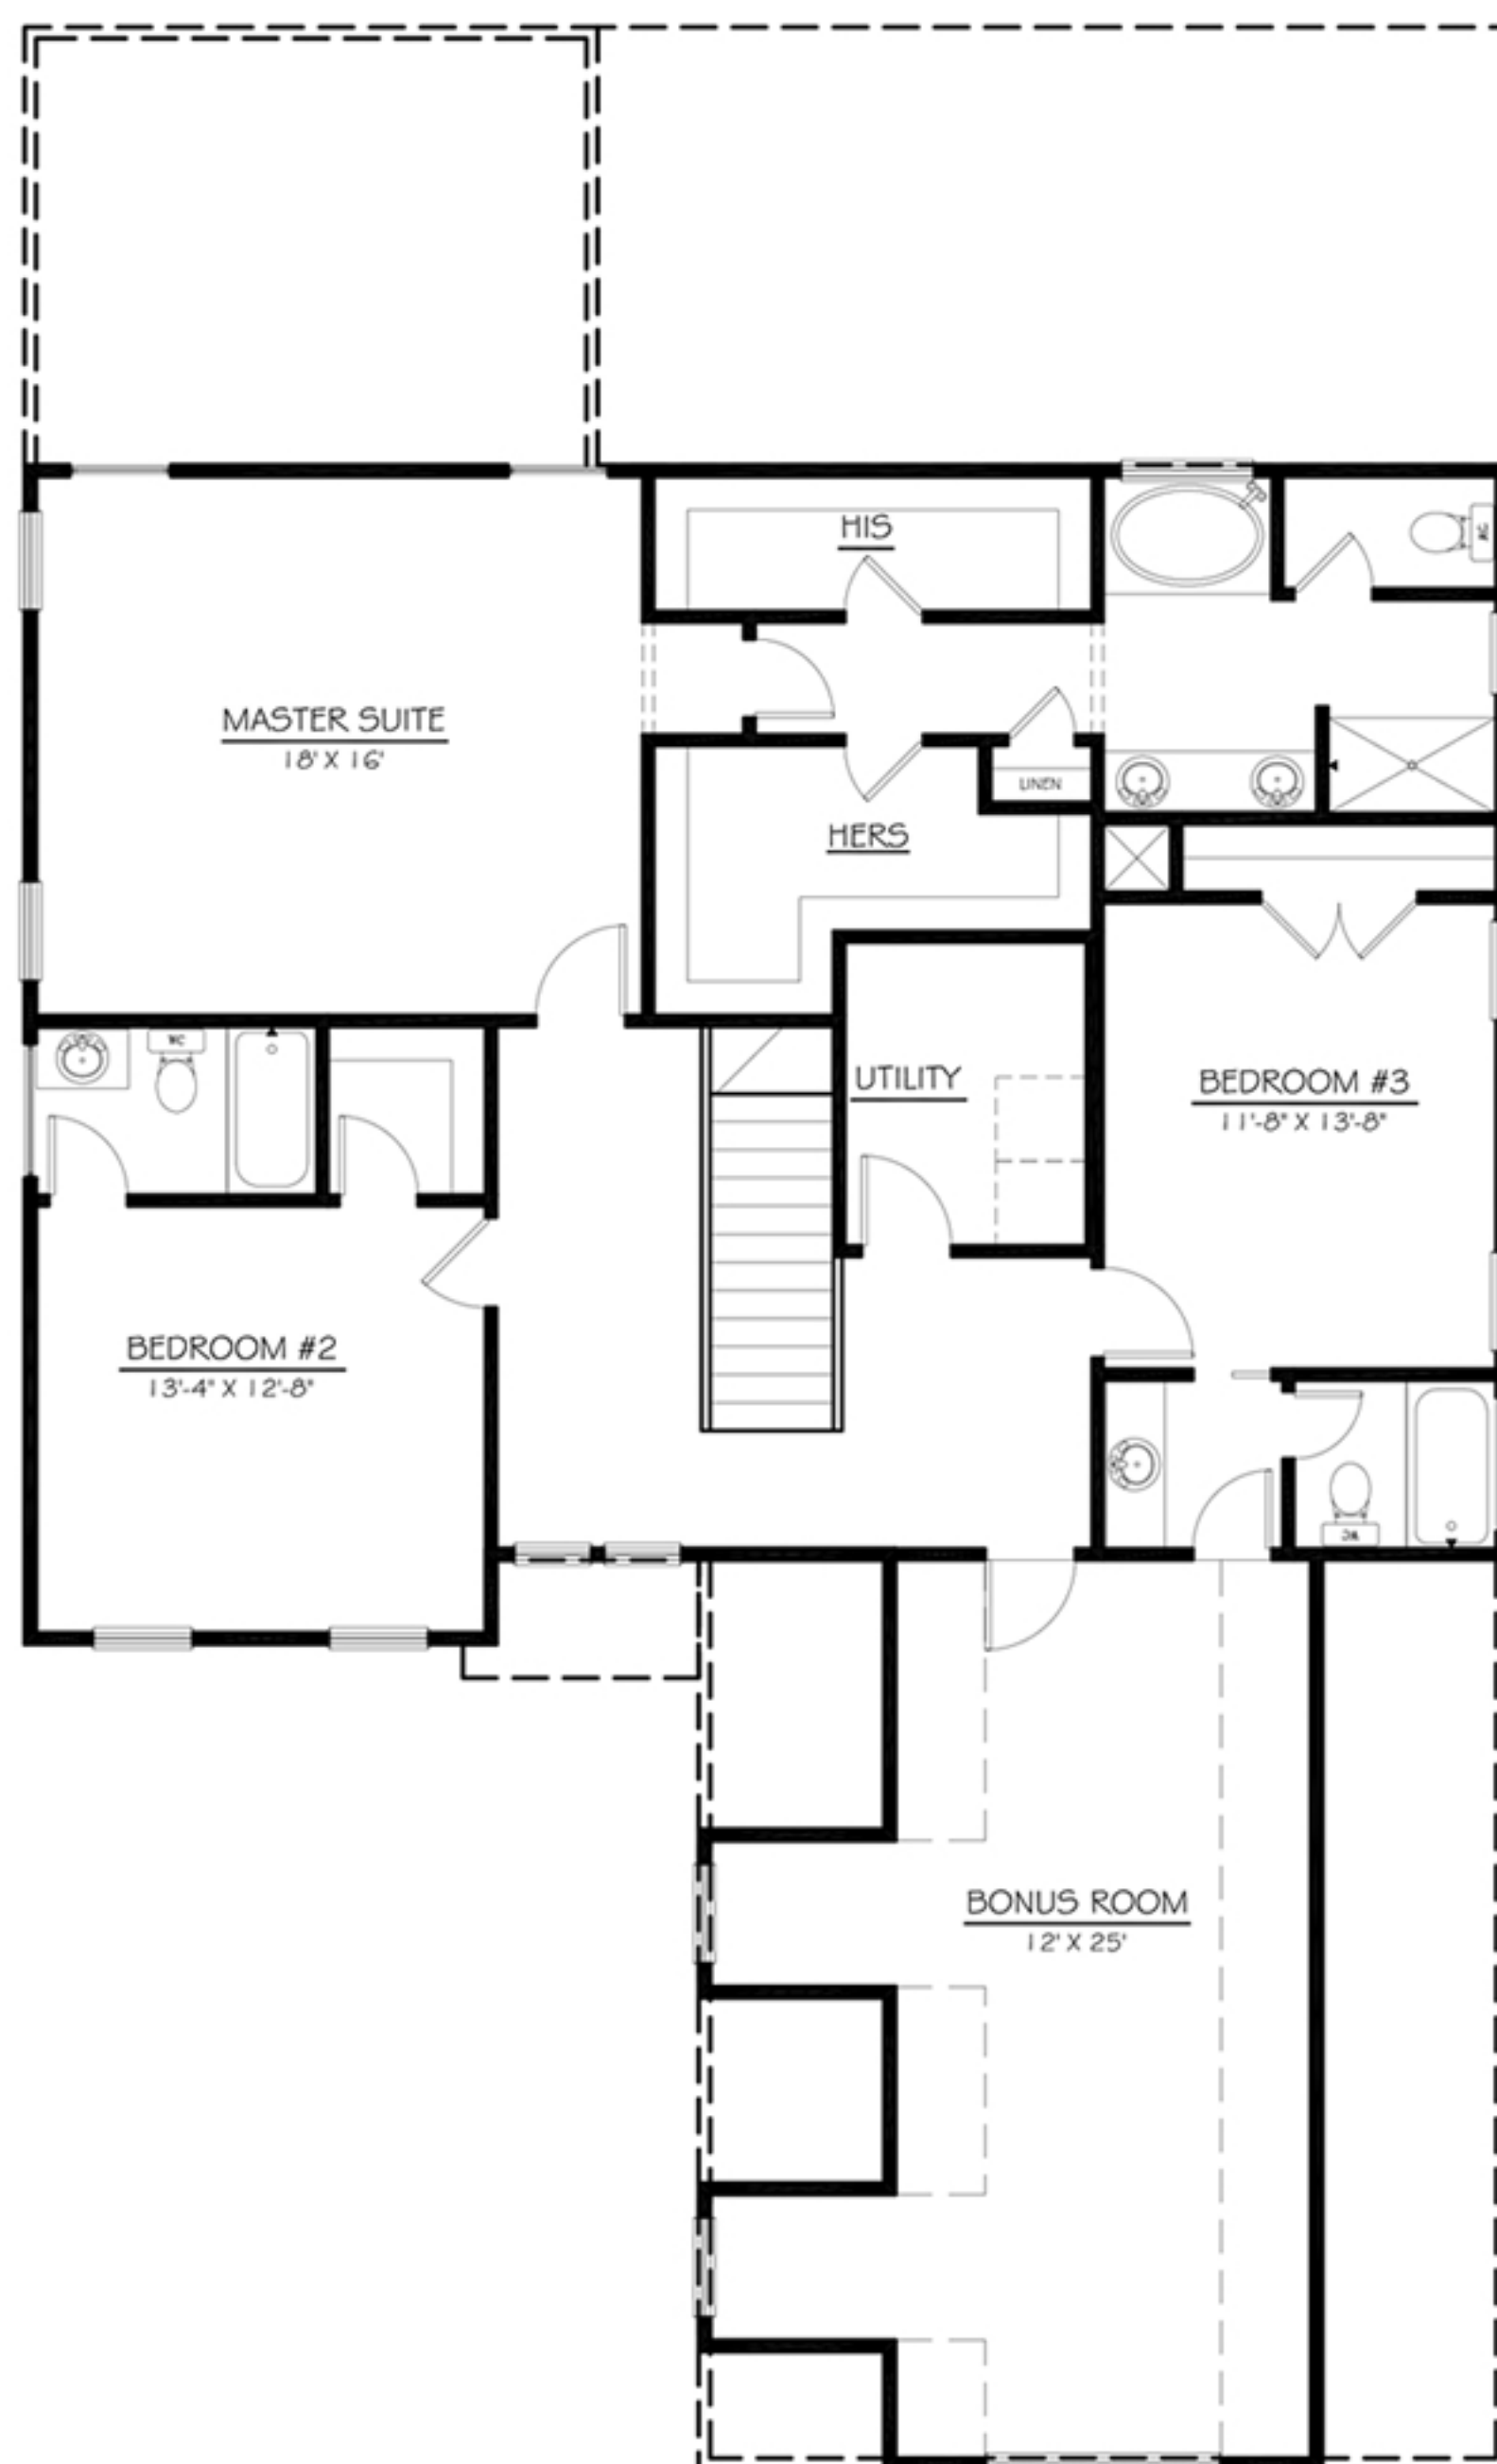 HIS
MASTER SUITE
18' X 16'
LINEN
HERS
WC
UTILITY
BEDROOM #3
11'-8" X 13'-8"
BEDROOM #2
13'-4" X 12'-8"
BONUS ROOM
12' X 25'